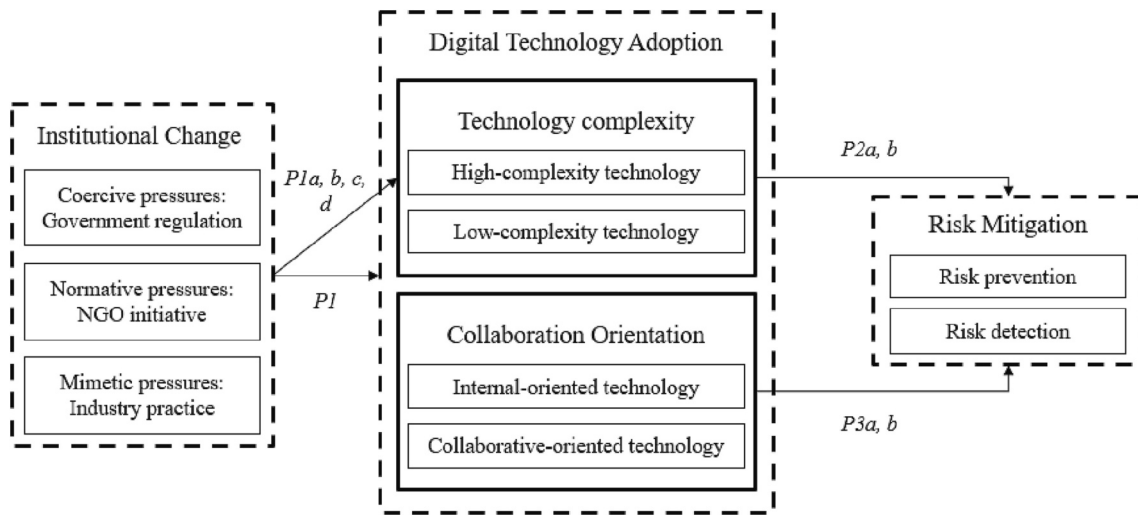 Institutional Change
Coercive pressures:
Government regulation
Normative pressures:
NGO initiative
Mimetic pressures:
Industry practice
P1a, b, c,
d
P1
Digital Technology Adoption
Technology complexity
High-complexity technology
Low-complexity technology
Collaboration Orientation
Internal-oriented technology
Collaborative-oriented technology
P2a, b
P3a, b
Risk Mitigation
Risk prevention
Risk detection